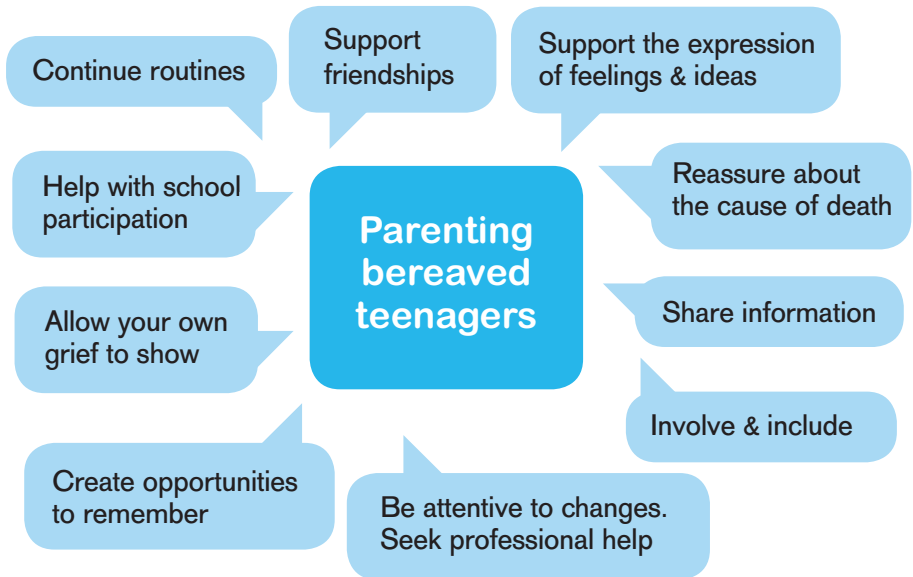 Continue routines
Support
friendships
Support the expression
of feelings & ideas
Help with school
participation
Reassure about
the cause of death
Parenting
bereaved
teenagers
Allow your own
grief to show
Share information
Involve & include
Create opportunities
to remember
Be attentive to changes.
Seek professional help